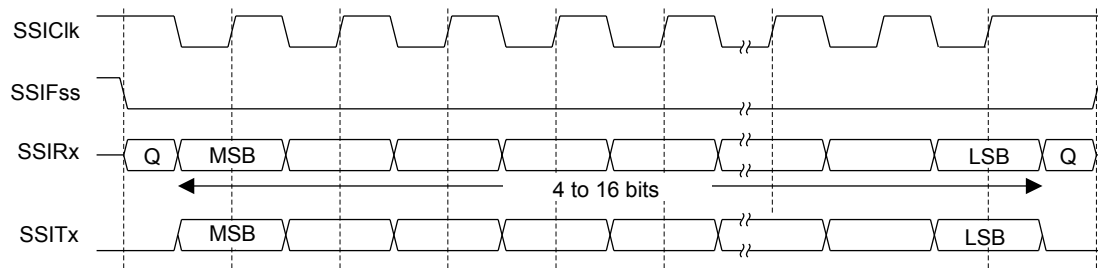 SSIClk
SSIFss
SSIRx Q MSB LSB Q
4 to 16 bits
SSITx MSB LSB